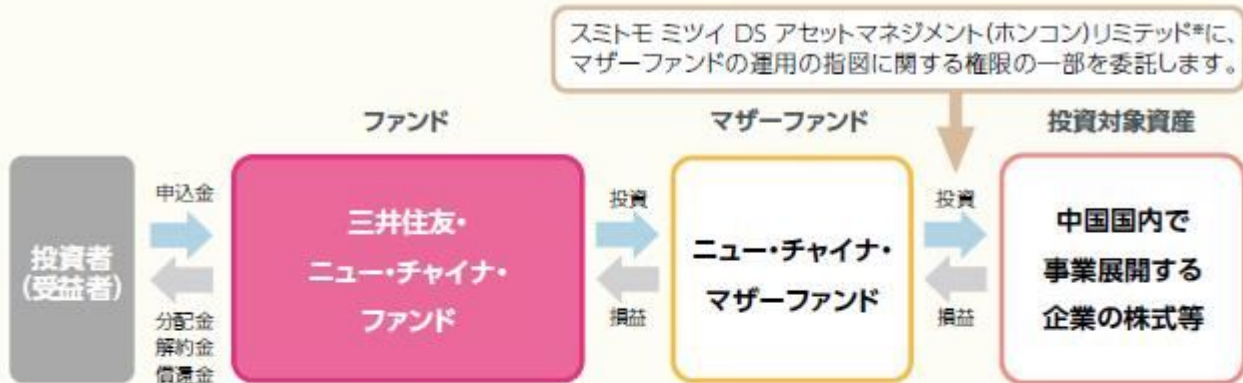 スミトモ ミツイ DS アセットマネジメント(ホンコン)リミテッド※に、
マザーファンドの運用の指図に関する権限の一部を委託します。
ファンド
マザーファンド
投資対象資産
投資者
(受益者)
申込金
分配金
解約金
償還金
三井住友・
ニュー・チャイナ・
ファンド
投資
損益
ニュー・チャイナ・
マザーファンド
投資
損益
中国国内で
事業展開する
企業の株式等